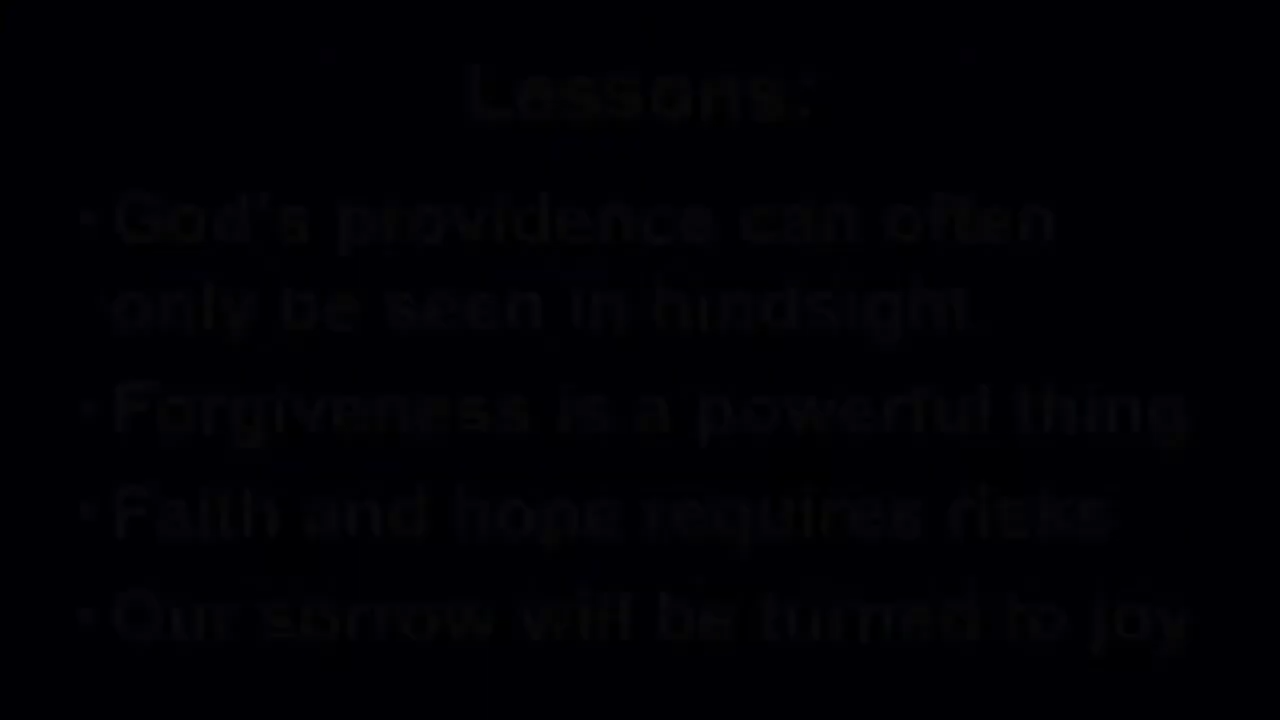 Lessons:
• God's providence can often
only be seen in hindsight
• Forgiveness is a powerful thing
• Faith and hope requires risks
• Our sorrow will be turned to joy